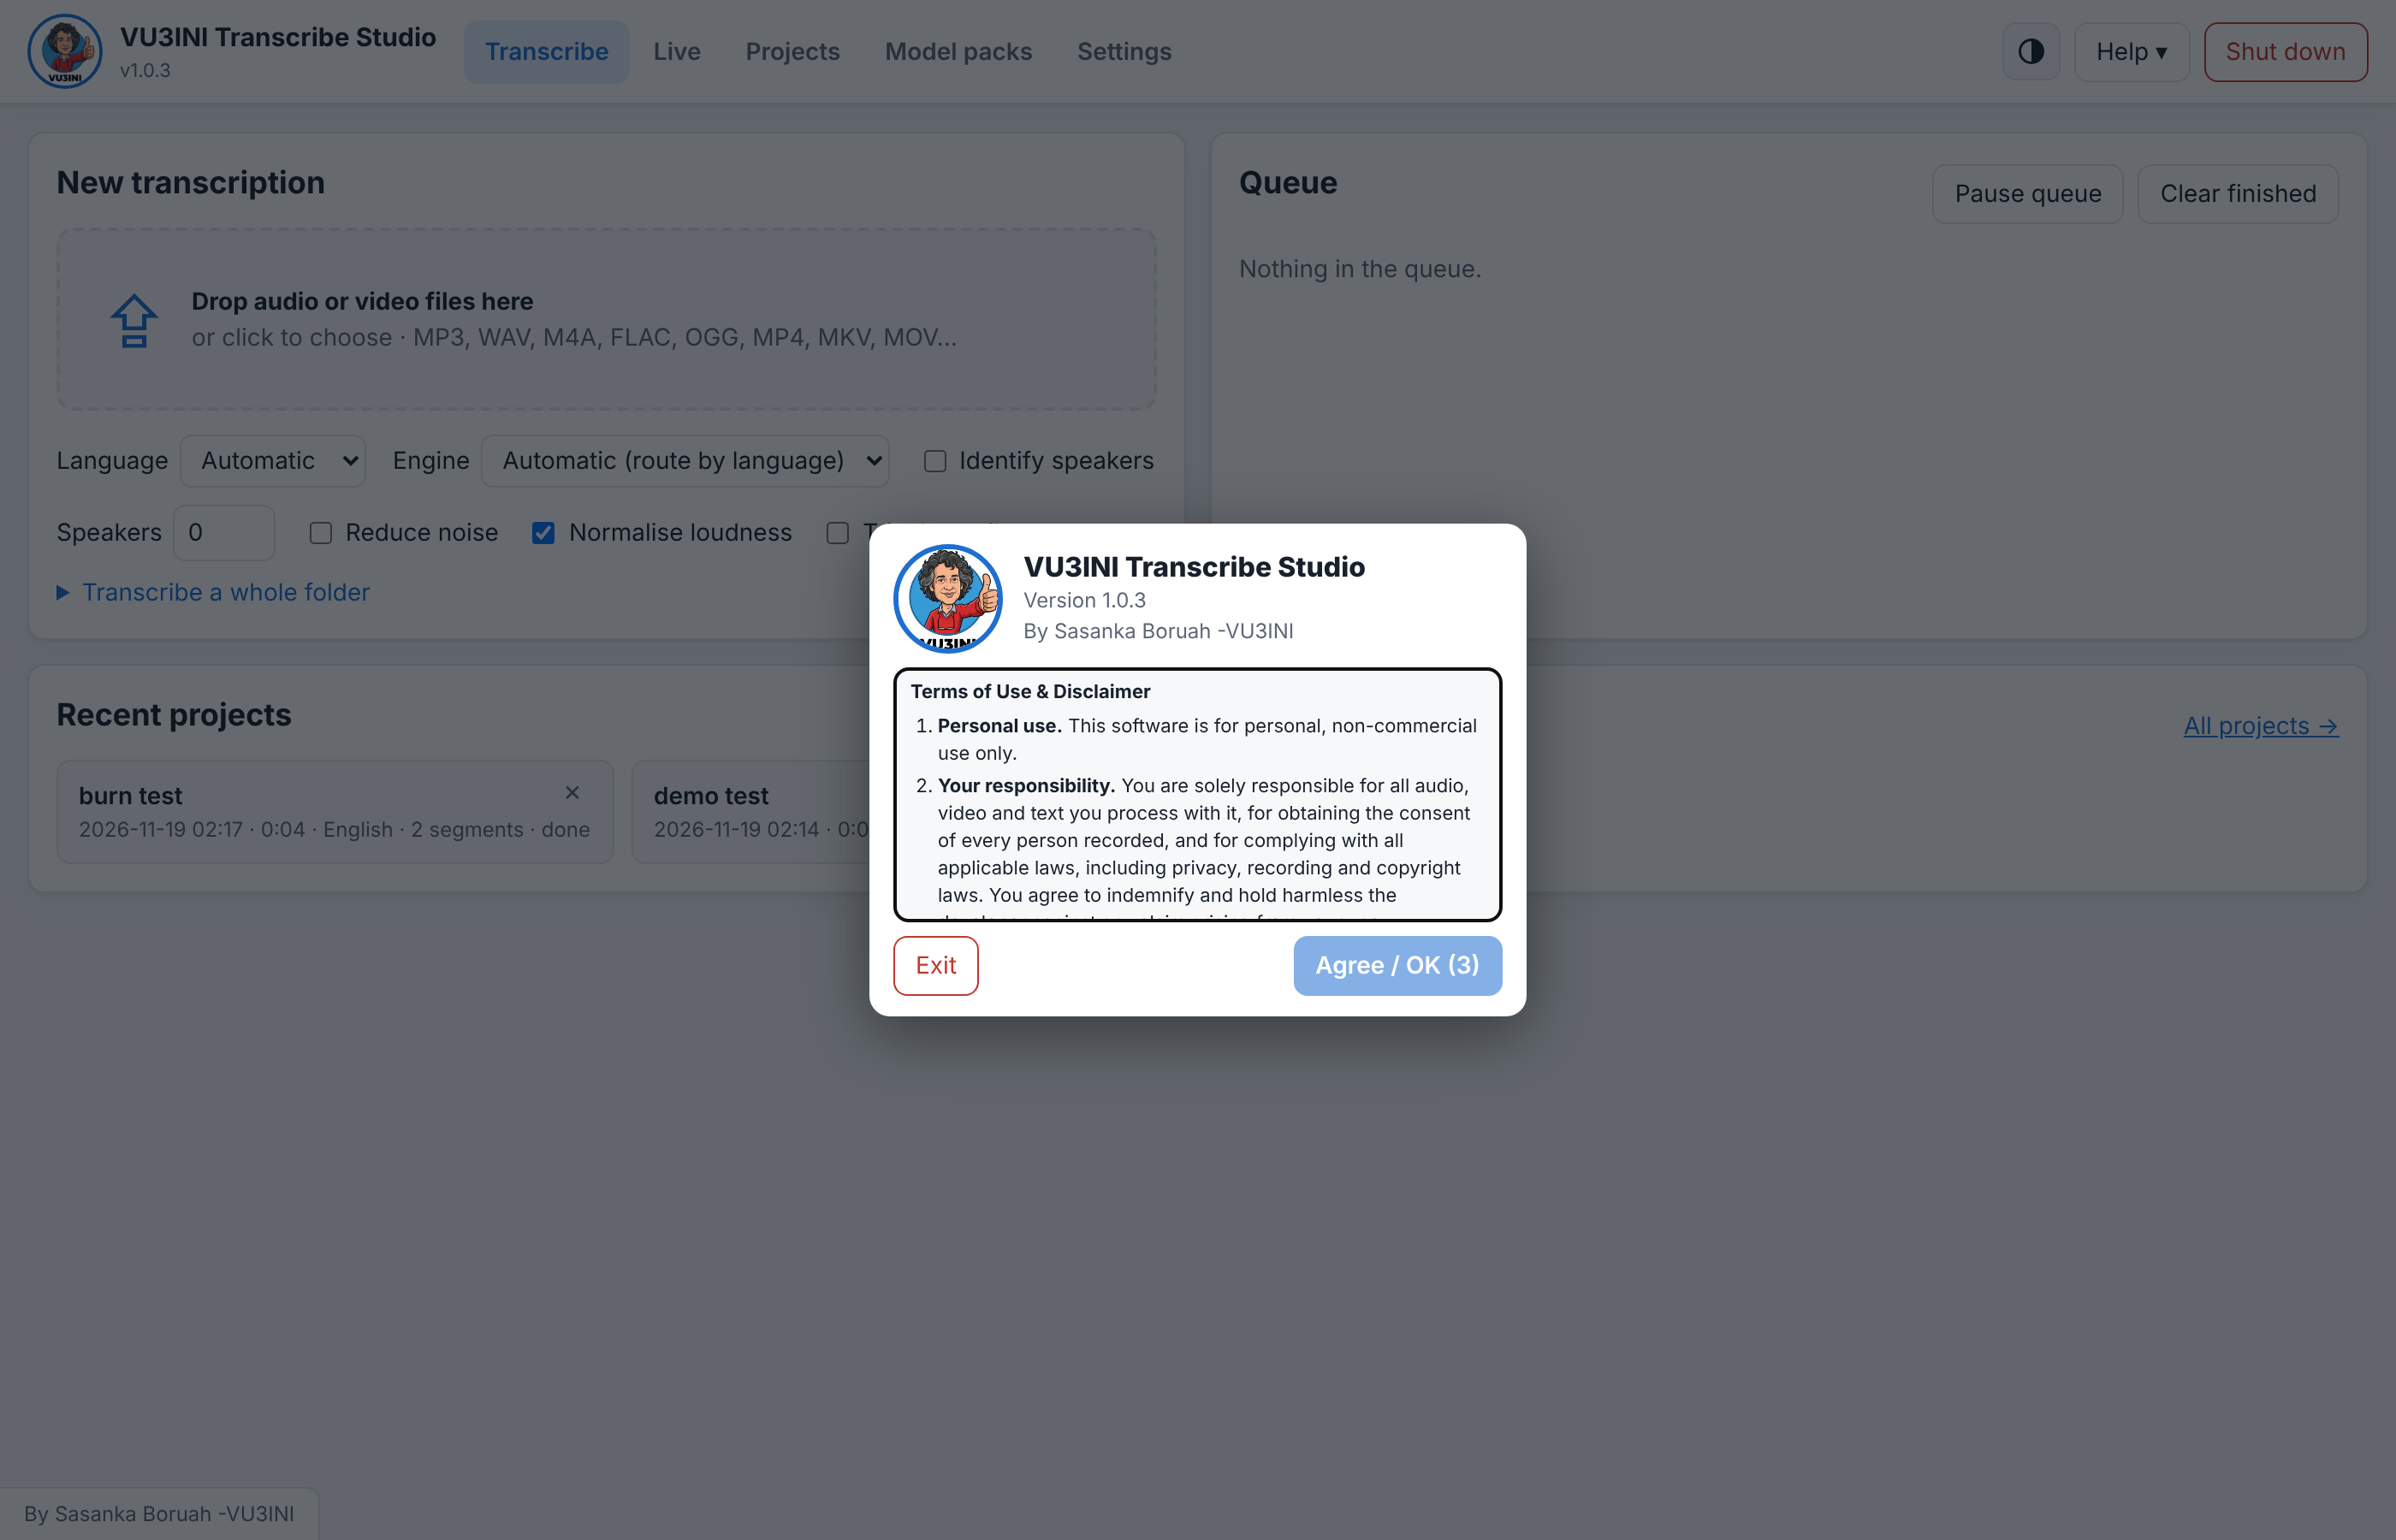 VU3INI Transcribe Studio
v1.0.3
VU3INI
Transcribe
Live
Projects
Model packs
Settings
Help ▾
Shut down
New transcription
Drop audio or video files here
or click to choose · MP3, WAV, M4A, FLAC, OGG, MP4, MKV, MOV…
Language Automatic Engine Automatic (route by language) Identify speakers
Speakers 0 Reduce noise Normalise loudness
Transcribe a whole folder
Queue
Pause queue
Clear finished
Nothing in the queue.
Recent projects
All projects →
burn test ×
2026-11-19 02:17 · 0:04 · English · 2 segments · done
demo test
2026-11-19 02:14 · 0:0
VU3INI Transcribe Studio
Version 1.0.3
By Sasanka Boruah -VU3INI
VU3INI
Terms of Use & Disclaimer
1. Personal use. This software is for personal, non-commercial
use only.
2. Your responsibility. You are solely responsible for all audio,
video and text you process with it, for obtaining the consent
of every person recorded, and for complying with all
applicable laws, including privacy, recording and copyright
laws. You agree to indemnify and hold harmless the
Exit
Agree / OK (3)
By Sasanka Boruah -VU3INI